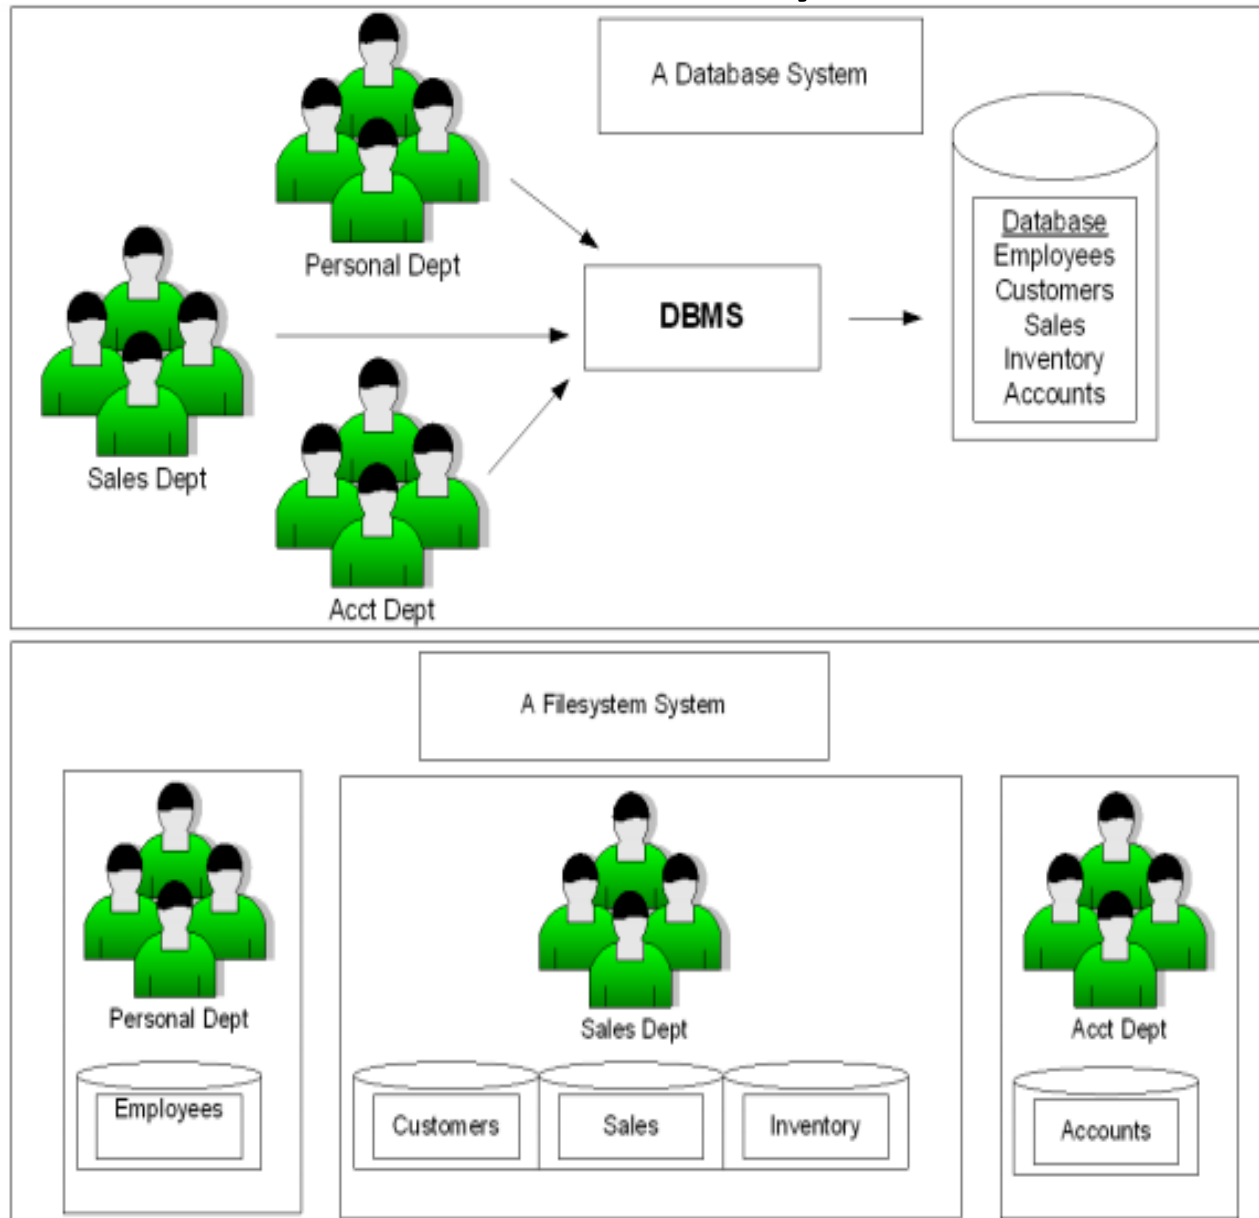 A Database System
Personal Dept
Sales Dept
Acct Dept
DBMS
Database
Employees
Customers
Sales
Inventory
Accounts
A Filesystem System
Personal Dept
Employees
Sales Dept
Customers
Sales
Inventory
Acct Dept
Accounts